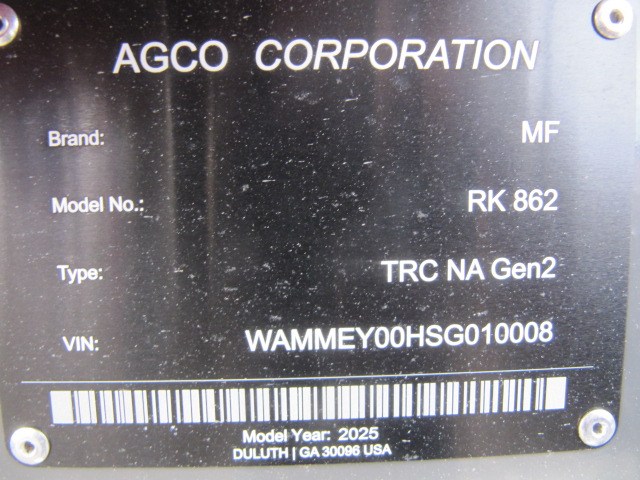 AGCO CORPORATION
Brand: MF
Model No.: RK 862
Type: TRC NA Gen2
VIN: WAMMEY00HSG010008
Model Year: 2025
DULUTH | GA 30096 USA